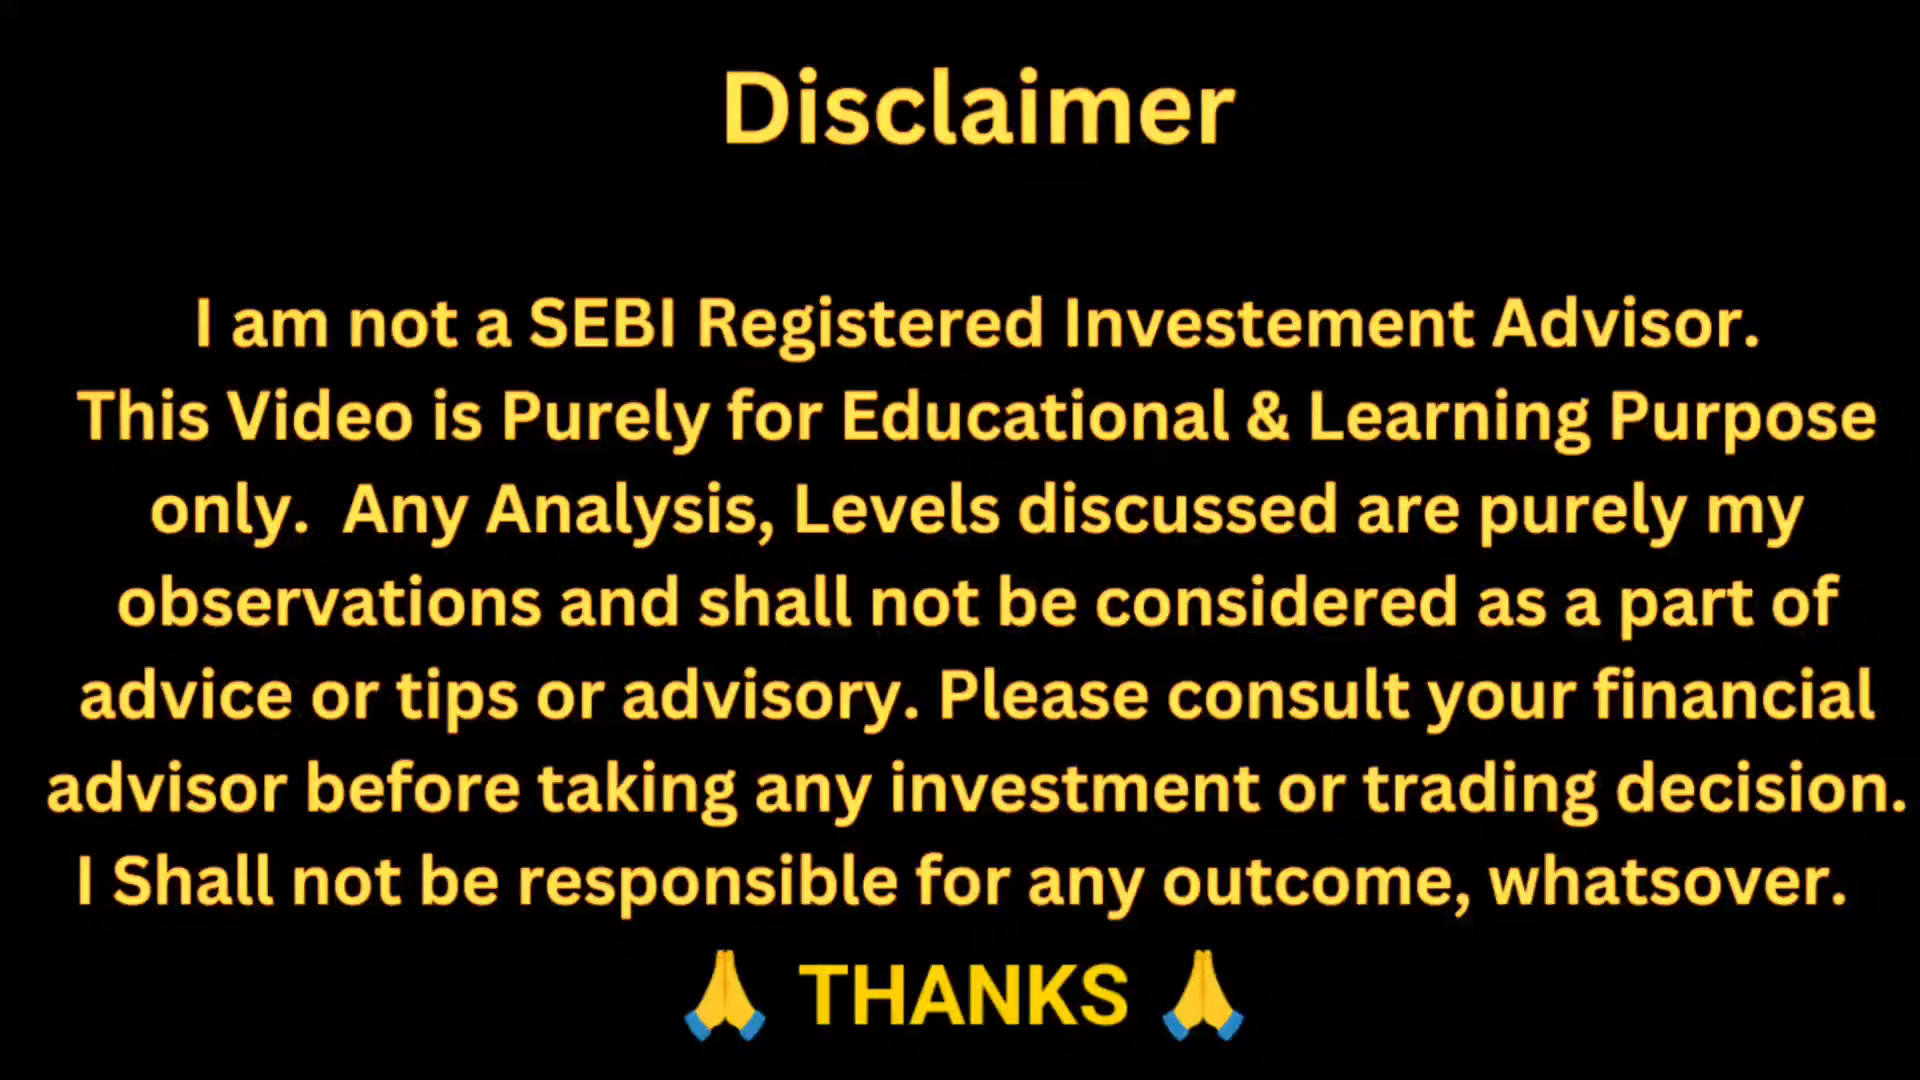 Disclaimer
I am not a SEBI Registered Investement Advisor.
This Video is Purely for Educational & Learning Purpose
only.  Any Analysis, Levels discussed are purely my
observations and shall not be considered as a part of
advice or tips or advisory. Please consult your financial
advisor before taking any investment or trading decision.
I Shall not be responsible for any outcome, whatsover.
🙏 THANKS 🙏